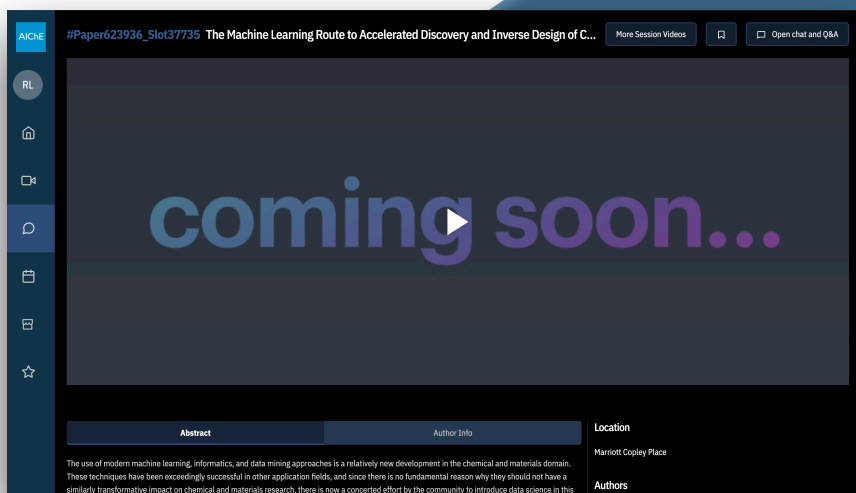 AIChE
#Paper623936_Slot37735 The Machine Learning Route to Accelerated Discovery and Inverse Design of C...
More Session Videos
Open chat and Q&A
RL
coming soon...
Abstract
Author Info
The use of modern machine learning, informatics, and data mining approaches is a relatively new development in the chemical and materials domain.
These techniques have been exceedingly successful in other application fields, and since there is no fundamental reason why they should not have a
similarly transformative impact on chemical and materials research, there is now a concerted effort by the community to introduce data science in this
Location
Marriott Copley Place
Authors